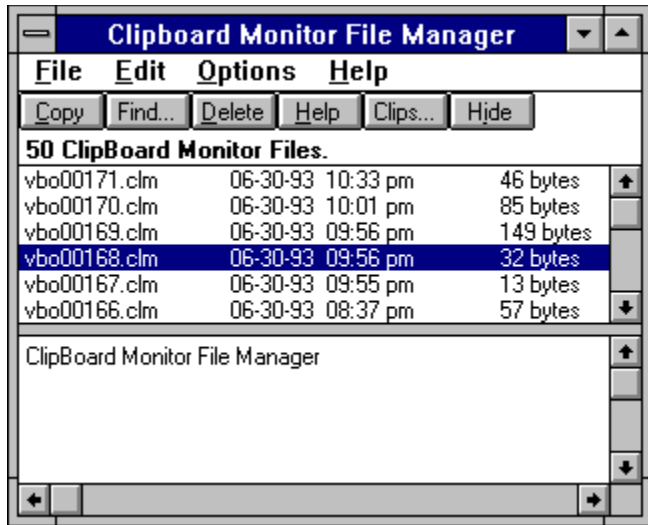 Clipboard Monitor File Manager
File Edit Options Help
Copy Find... Delete Help Clips... Hide
50 ClipBoard Monitor Files.
vbo00171.clm 06-30-93 10:33 pm 46 bytes
vbo00170.clm 06-30-93 10:01 pm 85 bytes
vbo00169.clm 06-30-93 09:56 pm 149 bytes
vbo00168.clm 06-30-93 09:56 pm 32 bytes
vbo00167.clm 06-30-93 09:55 pm 13 bytes
vbo00166.clm 06-30-93 08:37 pm 57 bytes
ClipBoard Monitor File Manager